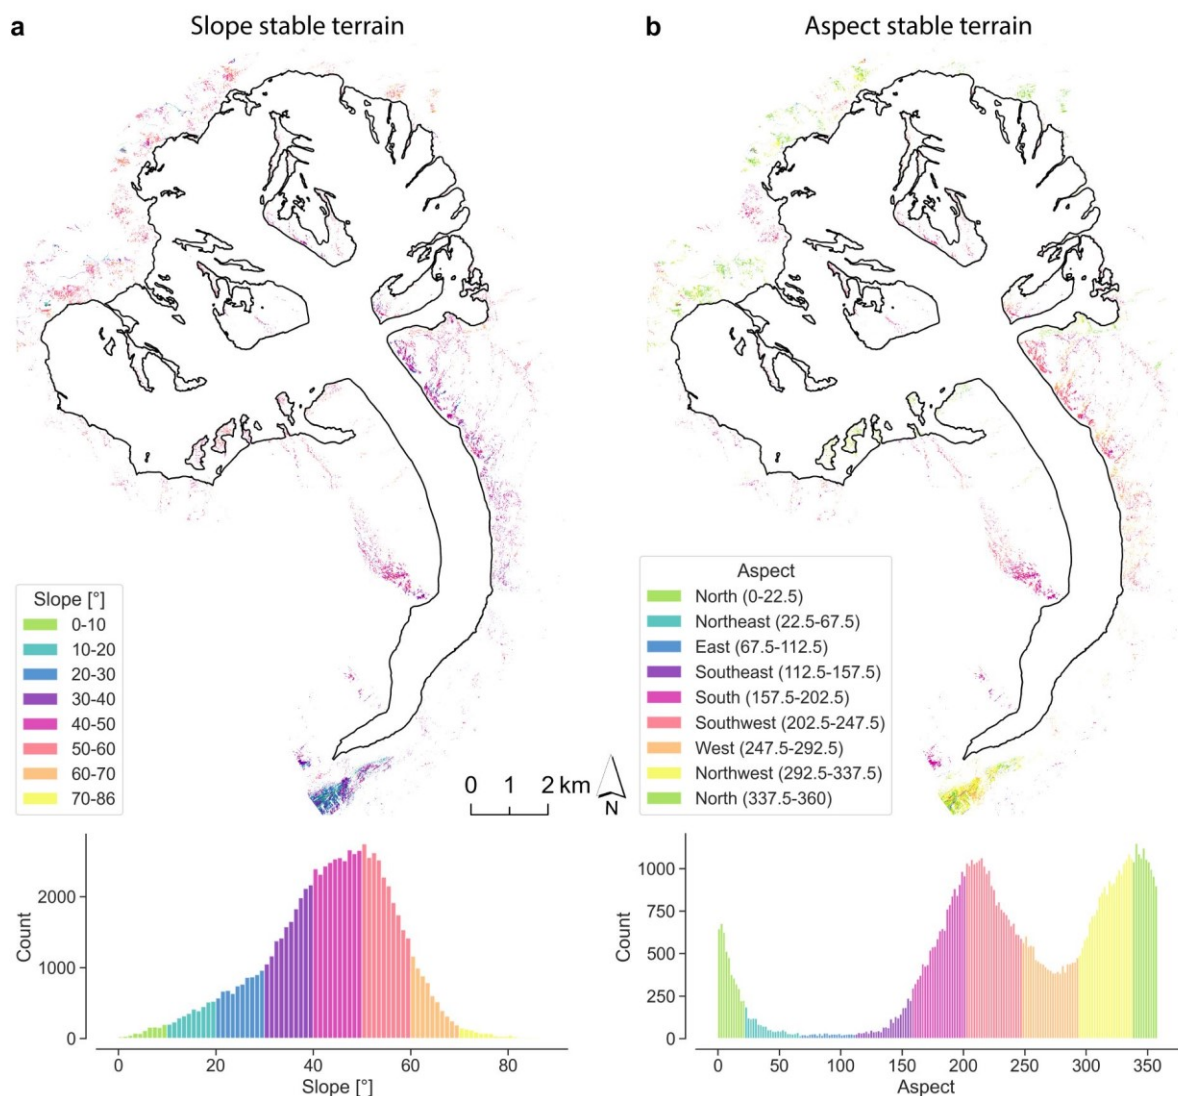 a Slope stable terrain
b Aspect stable terrain
Slope [°]
0-10
10-20
20-30
30-40
40-50
50-60
60-70
70-86
0 1 2 km
N
Aspect
North (0-22.5)
Northeast (22.5-67.5)
East (67.5-112.5)
Southeast (112.5-157.5)
South (157.5-202.5)
Southwest (202.5-247.5)
West (247.5-292.5)
Northwest (292.5-337.5)
North (337.5-360)
Count
2000
1000
0
0 20 40 60 80
Slope [°]
Count
1000
750
500
250
0
0 50 100 150 200 250 300 350
Aspect